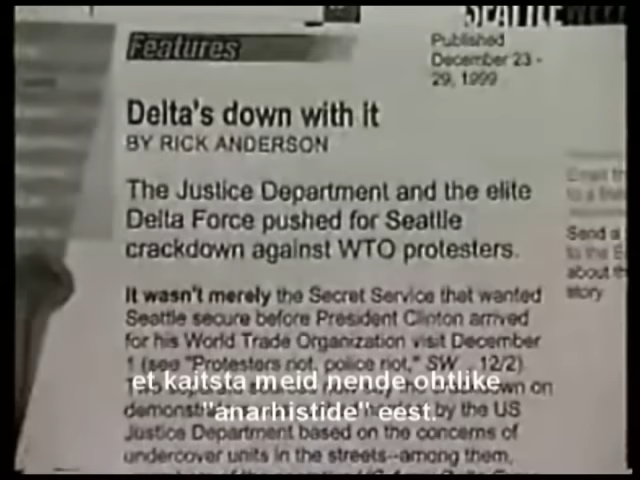 SEATTLE
Features
Published
December 23 -
29, 1999
Delta's down with it
BY RICK ANDERSON
The Justice Department and the elite
Delta Force pushed for Seattle
crackdown against WTO protesters.
It wasn't merely the Secret Service that wanted
Seattle secure before President Clinton arrived
for his World Trade Organization visit December
1 (see "Protesters riot, police riot," SW, 12/2).
on
by the US
Justice Department based on the concerns of
undercover units in the streets--among them,
Send a
to the
about
story
et kaitsta meid nende ohtlike
"anarhistide" eest.